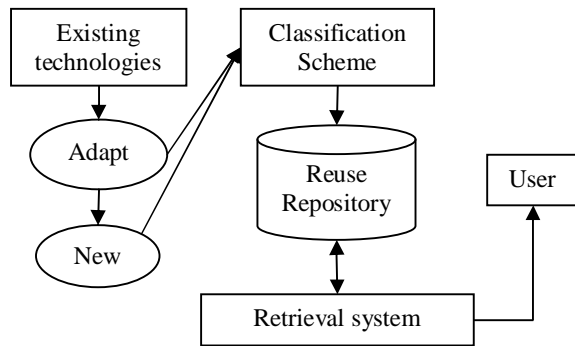 Existing
technologies
Classification
Scheme
Adapt
Reuse
Repository
User
New
Retrieval system